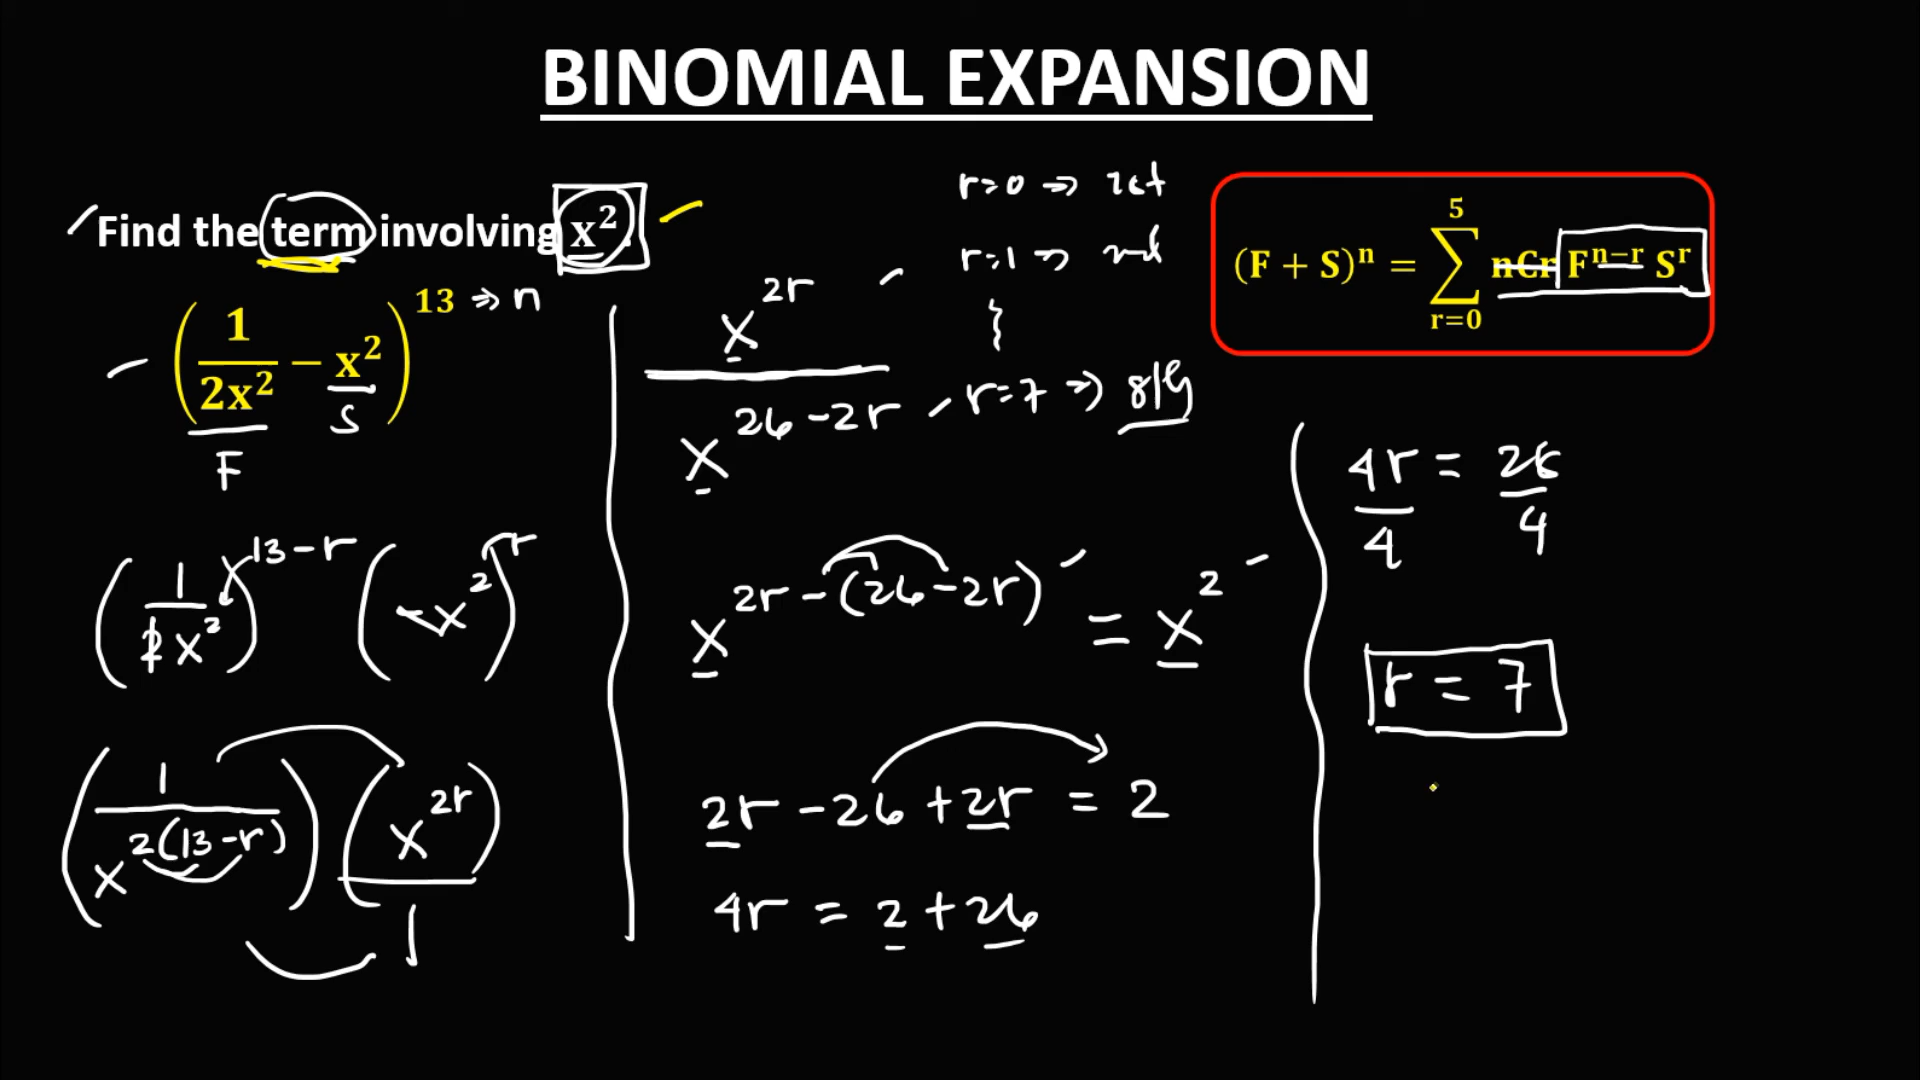 BINOMIAL EXPANSION
Find the term involving x².
(1/2x² − x²)¹³ ⇒ n
F
S
(1/2x²)^(13−r) (−x²)^r
(1/x^(2(13−r))) (x^(2r)/1)
x^(2r)
x^(26−2r)
r=0 ⇒ 1st
r=1 ⇒ 2nd
r=7 ⇒ 8th
x^(2r−(26−2r)) = x²
2r − 26 + 2r = 2
4r = 2 + 26
(F + S)ⁿ = ∑ r=0 5 nCr Fⁿ⁻ʳ Sʳ
4r/4 = 28/4
r = 7